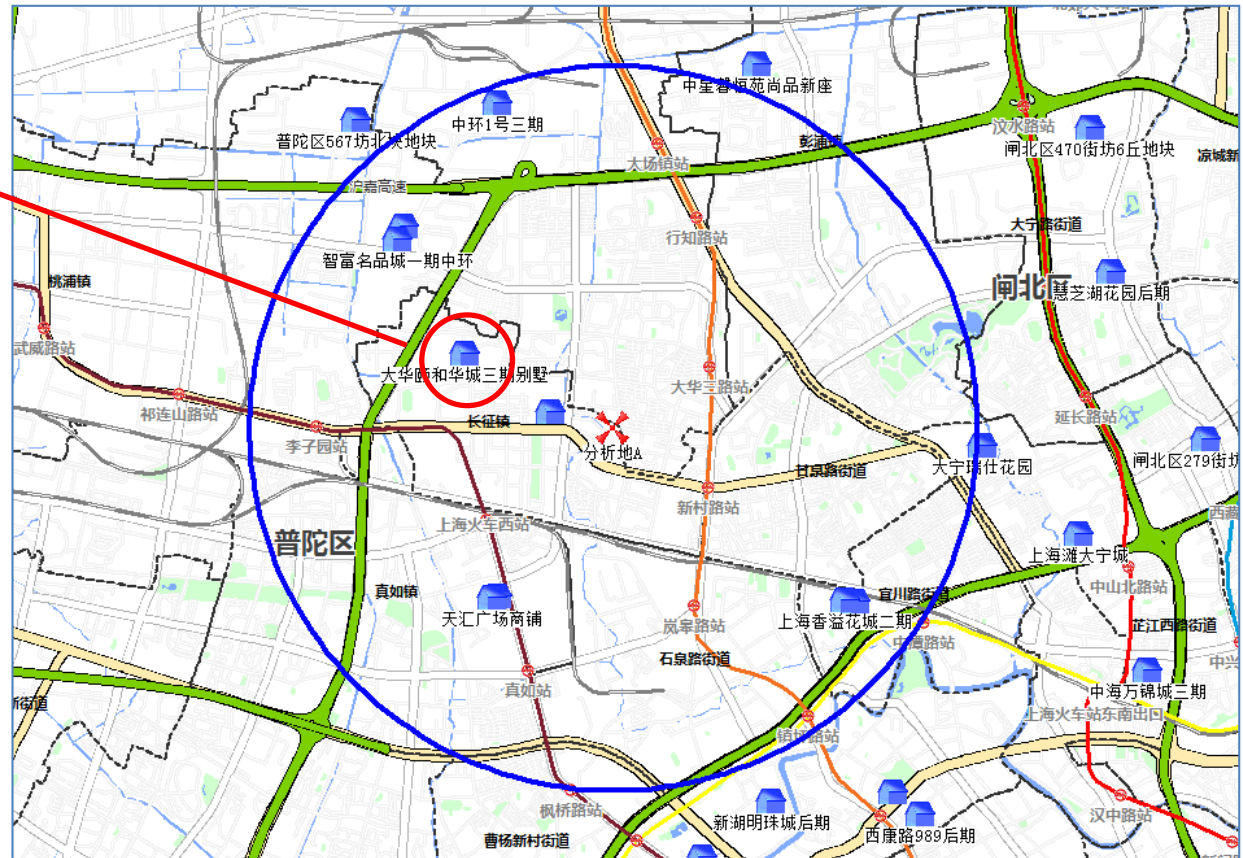 中星馨恒苑尚品新座
中环1号三期
普陀区567坊北块地块
大场镇站
彭浦镇
汶水路站
闸北区470街坊6丘地块
凉城新
沪嘉高速
行知路站
大宁路街道
智富名品城一期中环
桃浦镇
闸北区
慧芝湖花园后期
武威路站
大华颐和华城三期别墅
大华三路站
祁连山路站
长征镇
延长路站
李子园站
分析地A
甘泉路街道
大宁瑞仕花园
闸北区279街坊
新村路站
上海火车西站
西藏
普陀区
上海滩大宁城
中山北路站
真如镇
天汇广场商铺
宜川路街道
上海香溢花城二期
岚皋路站
中潭路站
芷江西路街道
石泉路街道
中兴
真如站
中海万锦城三期
新街道
上海火车站东南出口
镇坪路站
枫桥路站
新湖明珠城后期
西康路989后期
汉中路站
曹杨新村街道